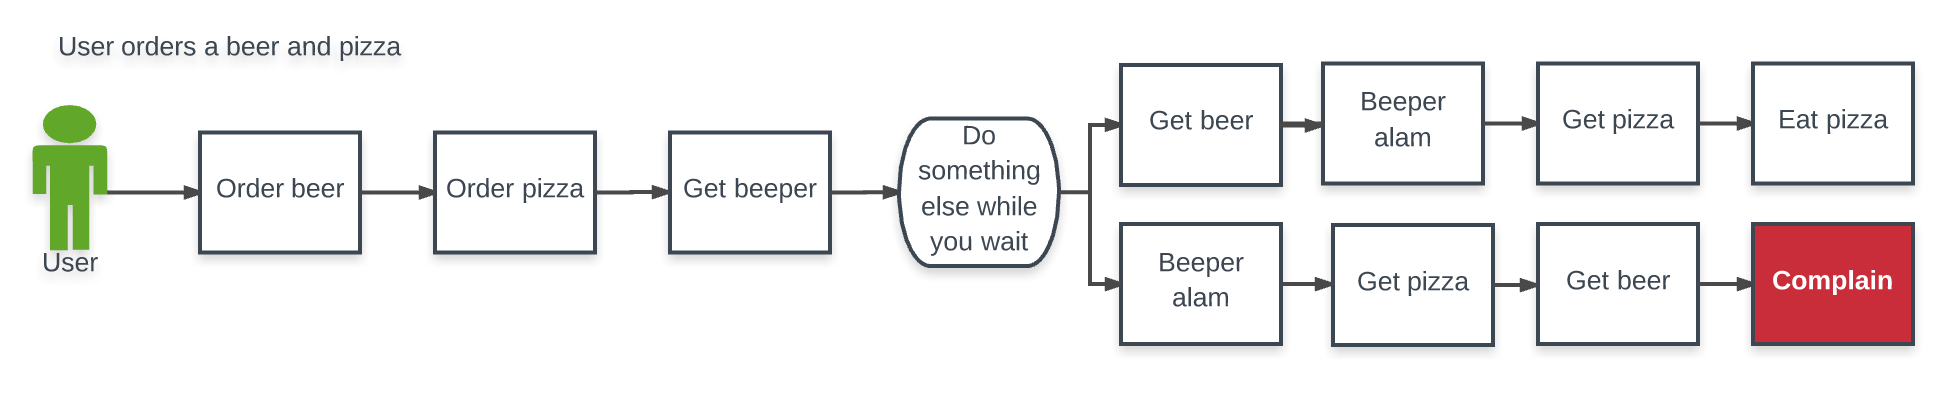 User orders a beer and pizza
User
Order beer
Order pizza
Get beeper
Do
something
else while
you wait
Get beer
Beeper
alam
Get pizza
Eat pizza
Beeper
alam
Get pizza
Get beer
Complain